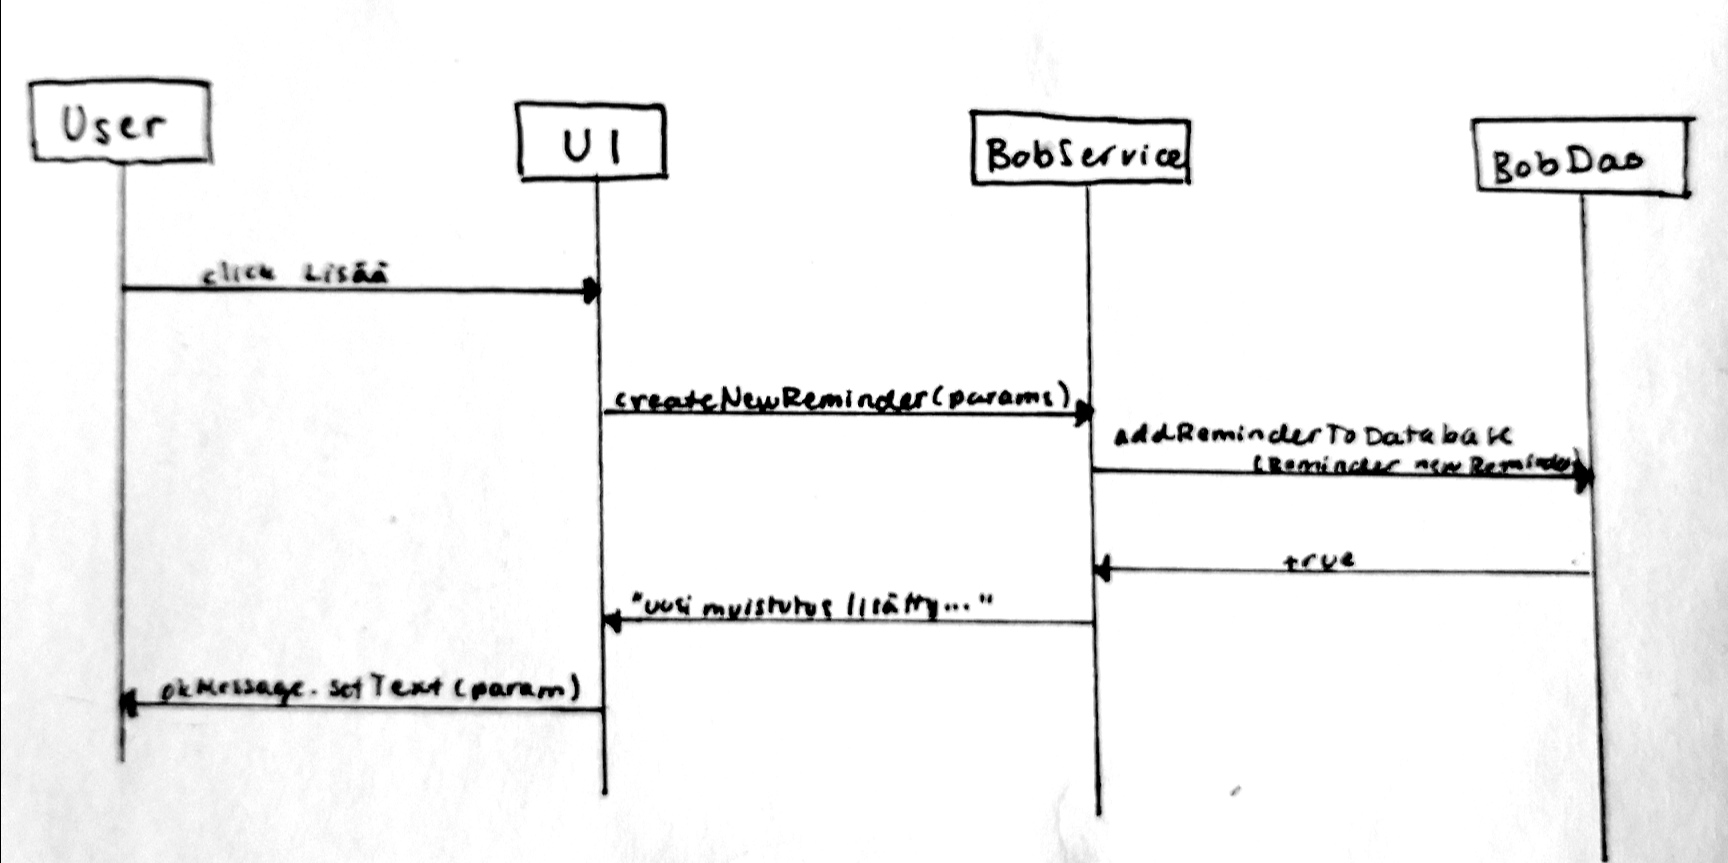 User
UI
BobService
BobDao
click Lisää
createNewReminder(params)
addReminderToDatabase
(Reminder newReminder)
true
"uusi muistutus lisätty..."
okMessage.setText(param)